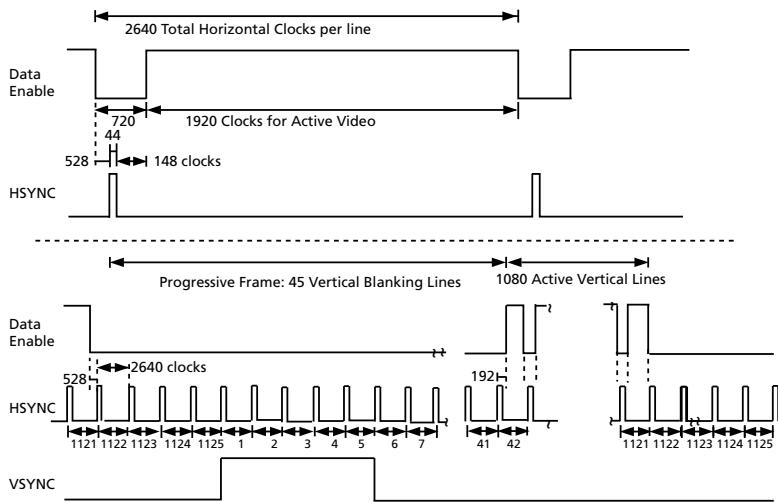 2640 Total Horizontal Clocks per line
Data
Enable
720
1920 Clocks for Active Video
44
528
148 clocks
HSYNC
Progressive Frame: 45 Vertical Blanking Lines
1080 Active Vertical Lines
Data
Enable
2640 clocks
528
192
HSYNC
1121 1122 1123 1124 1125 1 2 3 4 5 6 7 41 42 1121 1122 1123 1124 1125
VSYNC